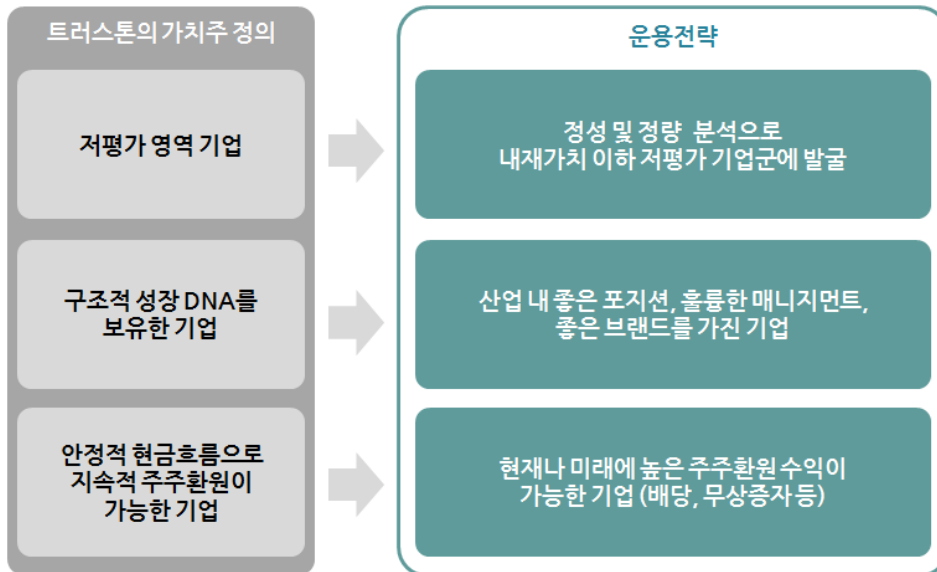 트러스톤의 가치주 정의
운용전략
저평가 영역 기업
정성 및 정량 분석으로
내재가치 이하 저평가 기업군에 발굴
구조적 성장 DNA를
보유한 기업
산업 내 좋은 포지션, 훌륭한 매니지먼트,
좋은 브랜드를 가진 기업
안정적 현금흐름으로
지속적 주주환원이
가능한 기업
현재나 미래에 높은 주주환원 수익이
가능한 기업 (배당, 무상증자 등)